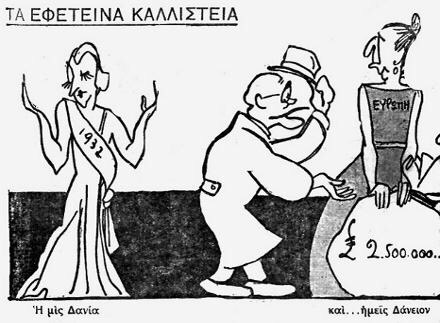 ΤΑ ΕΦΕΤΕΙΝΑ ΚΑΛΛΙΣΤΕΙΑ
1932
ΕΥΡΩΠΗ
£ 2.500.000..
Ἡ μὶς Δανία
καὶ...ἡμεῖς Δάνειον